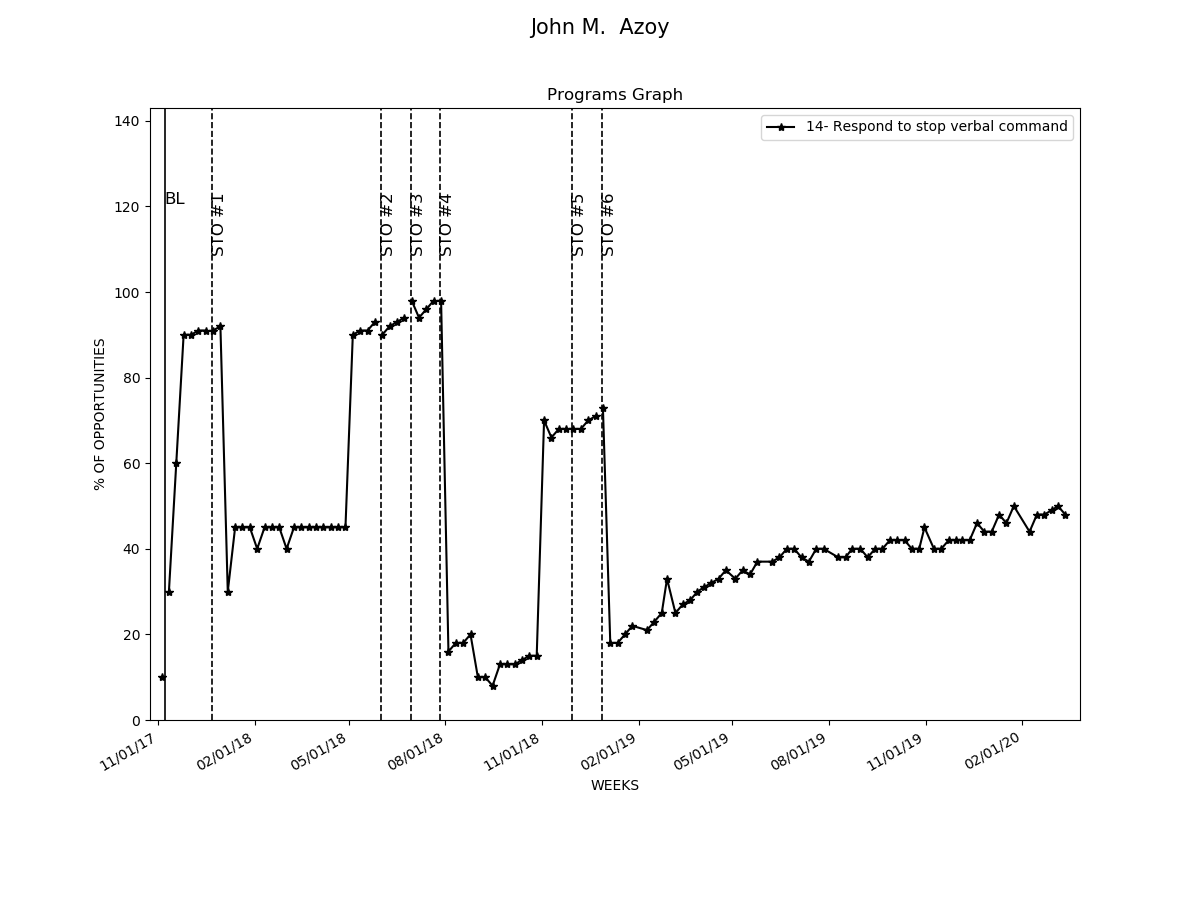 John M.  Azoy
Programs Graph
14- Respond to stop verbal command
140
120
100
80
60
40
20
0
% OF OPPORTUNITIES
BL
STO #1
STO #2
STO #3
STO #4
STO #5
STO #6
11/01/17
02/01/18
05/01/18
08/01/18
11/01/18
02/01/19
05/01/19
08/01/19
11/01/19
02/01/20
WEEKS